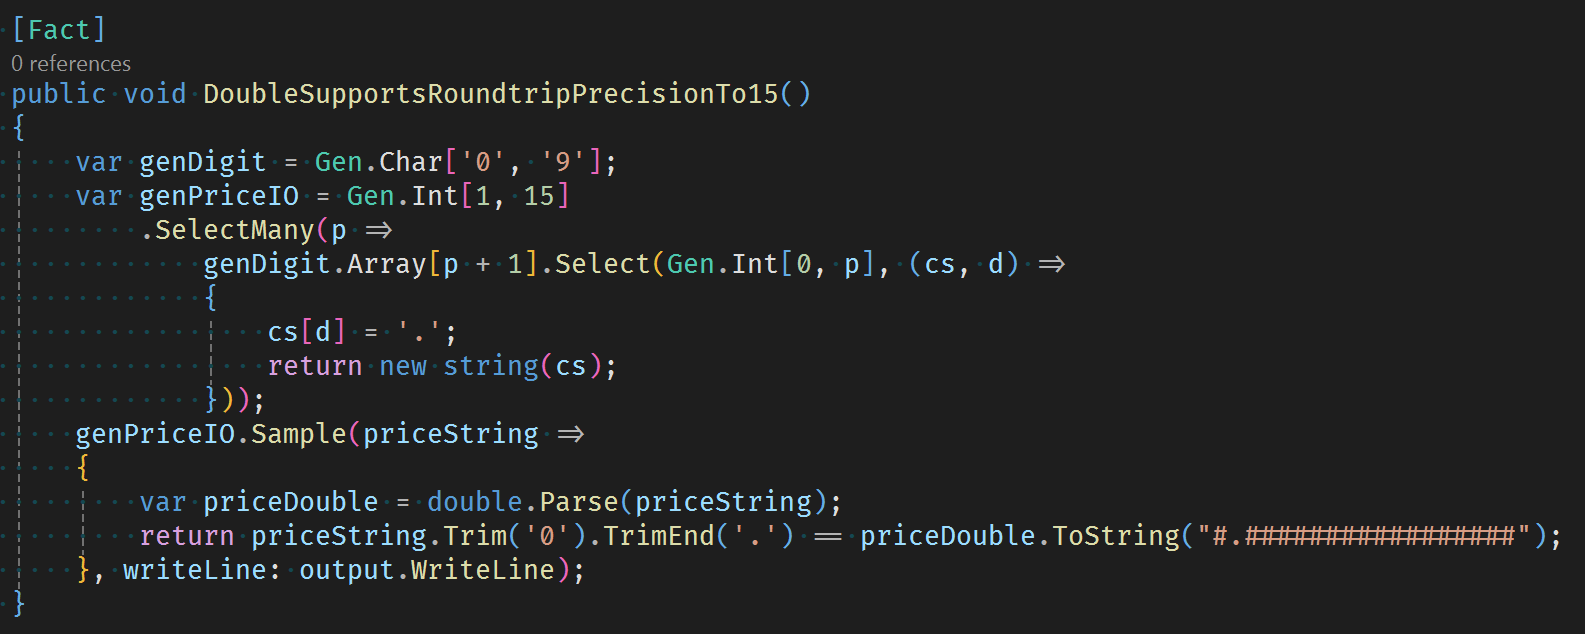 [Fact]
0 references
public void DoubleSupportsRoundtripPrecisionTo15()
{
    var genDigit = Gen.Char['0', '9'];
    var genPriceIO = Gen.Int[1, 15]
        .SelectMany(p =>
            genDigit.Array[p + 1].Select(Gen.Int[0, p], (cs, d) =>
            {
                cs[d] = '.';
                return new string(cs);
            }));
    genPriceIO.Sample(priceString =>
    {
        var priceDouble = double.Parse(priceString);
        return priceString.Trim('0').TrimEnd('.') == priceDouble.ToString("#.#################");
    }, writeLine: output.WriteLine);
}